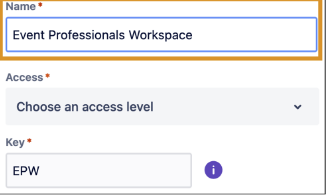 Name *
Event Professionals Workspace
Access *
Choose an access level
Key *
EPW
i